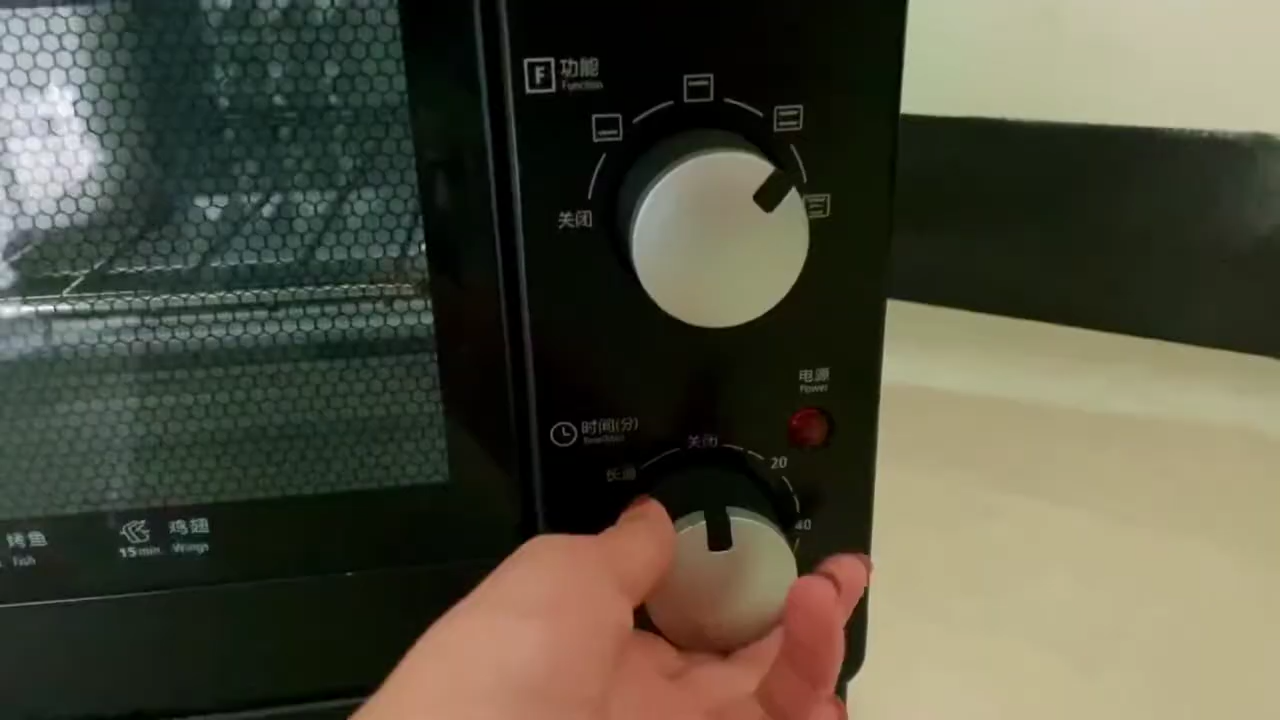 F 功能
Function
关闭
电源
Power
时间(分)
关闭
长通
20
40
烤鱼
Fish
鸡翅
15min Wings